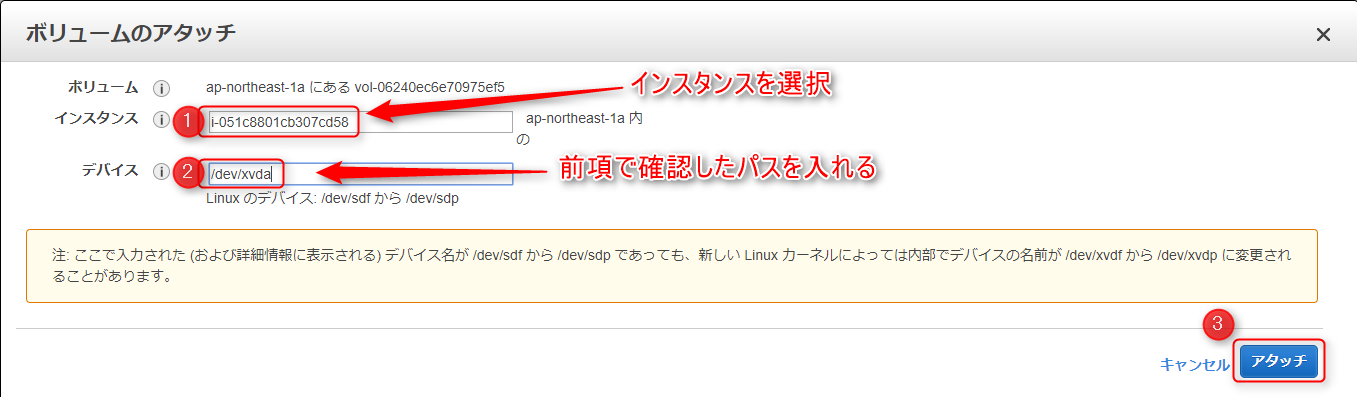 ボリュームのアタッチ ×
ボリューム i ap-northeast-1a にある vol-06240ec6e70975ef5
インスタンスを選択
インスタンス i 1 i-051c8801cb307cd58 ap-northeast-1a 内
の
デバイス i 2 /dev/xvda 前項で確認したパスを入れる
Linux のデバイス: /dev/sdf から /dev/sdp
注: ここで入力された (および詳細情報に表示される) デバイス名が /dev/sdf から /dev/sdp であっても、新しい Linux カーネルによっては内部でデバイスの名前が /dev/xvdf から /dev/xvdp に変更され
ることがあります。
3
キャンセル アタッチ